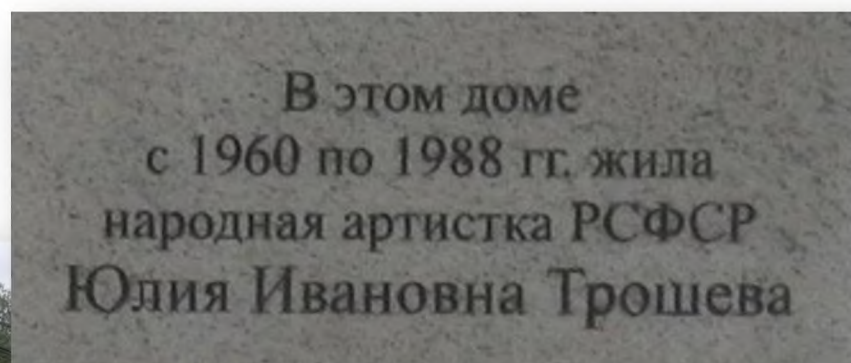 В этом доме
с 1960 по 1988 гг. жила
народная артистка РСФСР
Юлия Ивановна Трошева